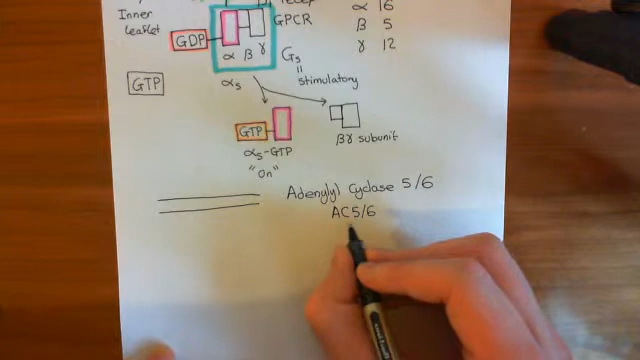 Inner
leaflet
GPCR
GDP
α β γ
Gs
"
stimulatory
α 16
β 5
γ 12
GTP
αs
GTP
αs-GTP
"On"
βγ subunit
Adenylyl Cyclase 5/6
AC5/6